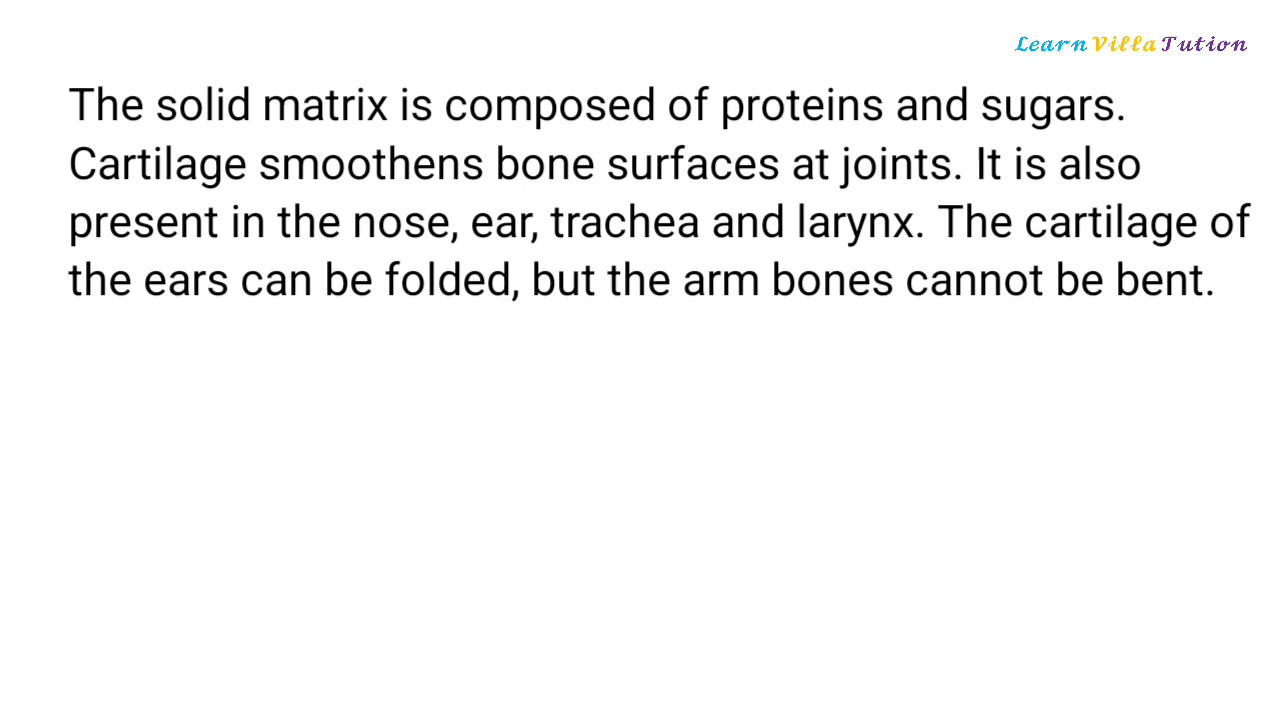 Learn Villa Tution
The solid matrix is composed of proteins and sugars.
Cartilage smoothens bone surfaces at joints. It is also
present in the nose, ear, trachea and larynx. The cartilage of
the ears can be folded, but the arm bones cannot be bent.